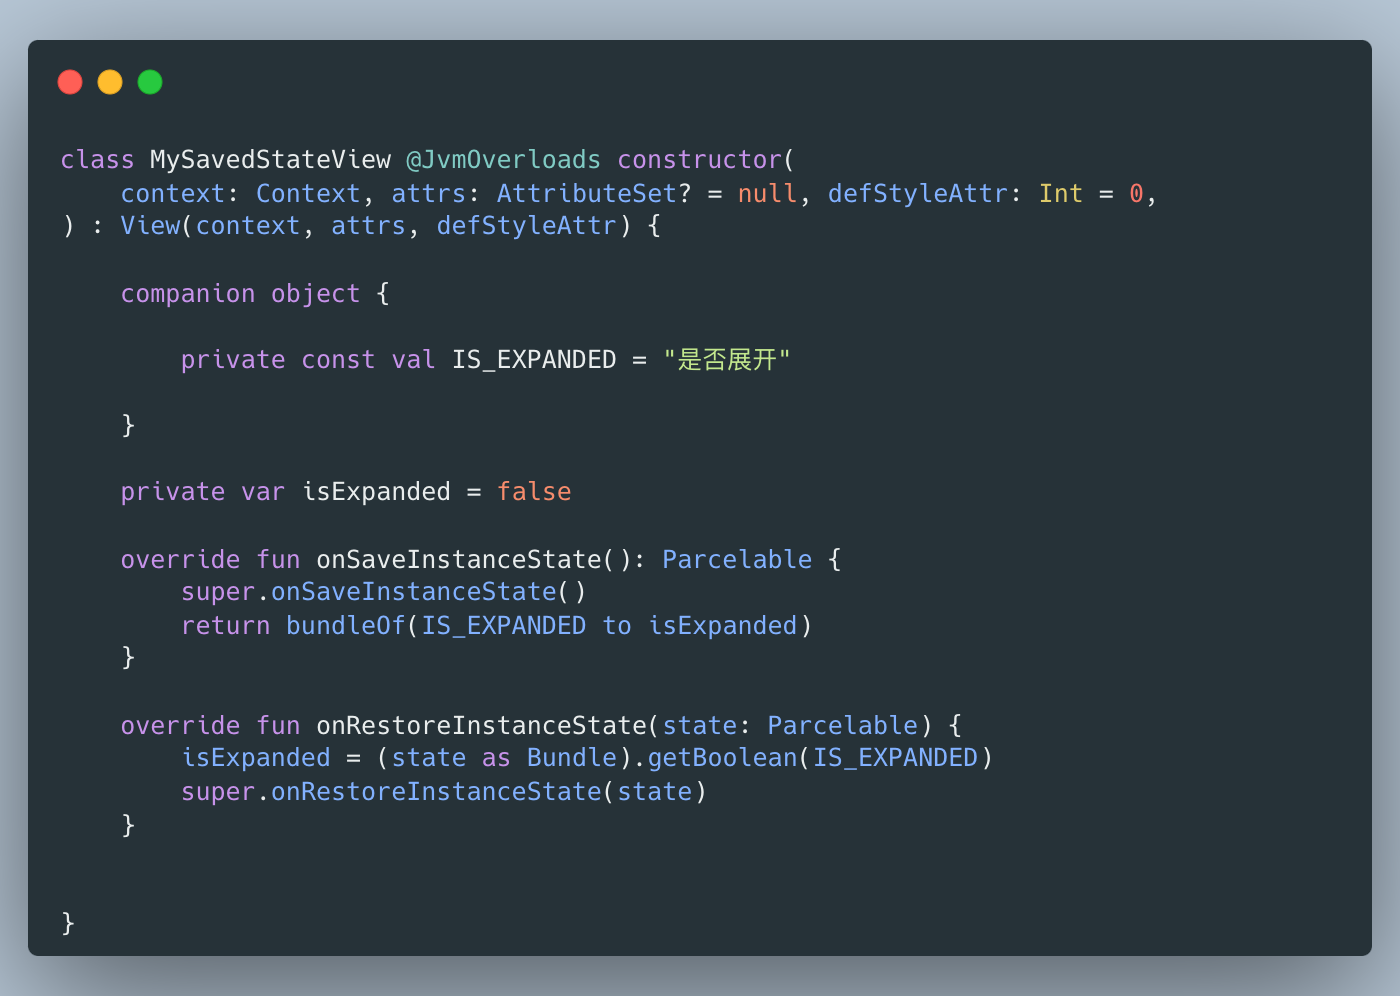 class MySavedStateView @JvmOverloads constructor(
    context: Context, attrs: AttributeSet? = null, defStyleAttr: Int = 0,
) : View(context, attrs, defStyleAttr) {
    companion object {
        private const val IS_EXPANDED = "是否展开"
    }
    private var isExpanded = false
    override fun onSaveInstanceState(): Parcelable {
        super.onSaveInstanceState()
        return bundleOf(IS_EXPANDED to isExpanded)
    }
    override fun onRestoreInstanceState(state: Parcelable) {
        isExpanded = (state as Bundle).getBoolean(IS_EXPANDED)
        super.onRestoreInstanceState(state)
    }
}